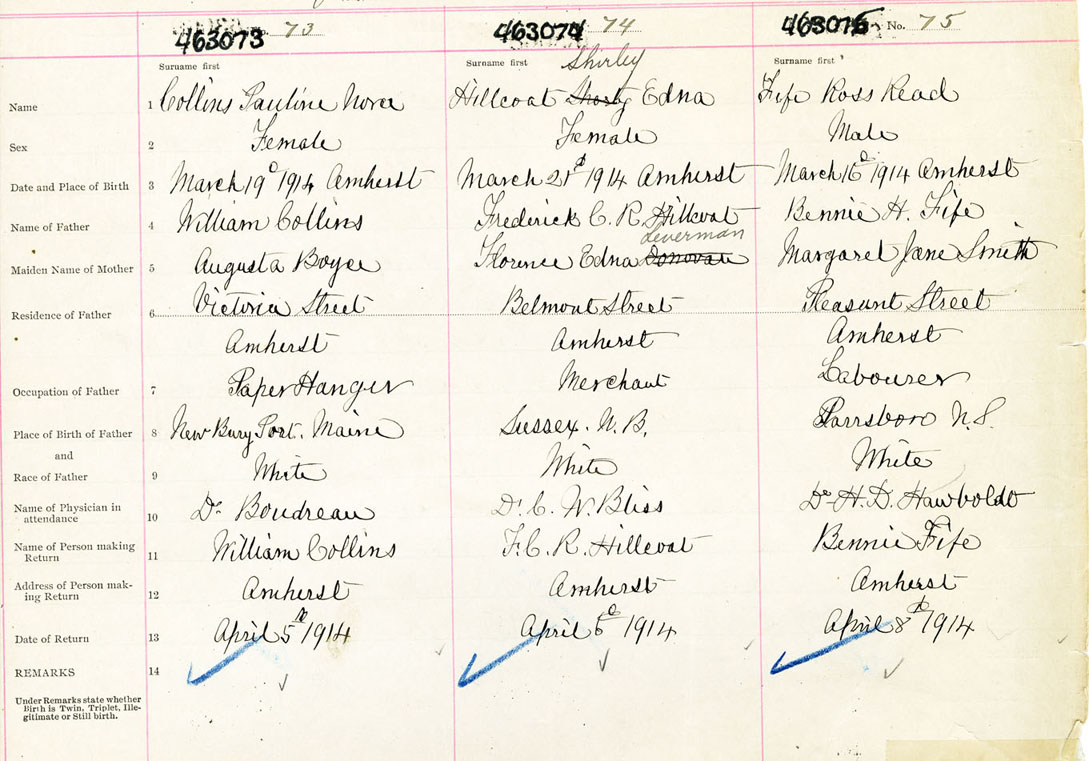 463073 73 463074 74 463075 No. 75
Surname first Surname first Shirley Surname first
Name 1 Collins Pauline Nora Hillcoat Edna Fife Ross Read
Sex 2 Female Female Male
Date and Place of Birth 3 March 19th 1914 Amherst March 21st 1914 Amherst March 16th 1914 Amherst
Name of Father 4 William Collins Frederick C. R. Hillcoat Bennie H. Fife
Leverman
Maiden Name of Mother 5 Augusta Boyce Florence Edna Donovan Margaret Jane Smith
Residence of Father 6 Victoria Street Belmont Street Pleasant Street
Amherst Amherst Amherst
Occupation of Father 7 Paper Hanger Merchant Labourer
Place of Birth of Father 8 New Bury Port. Maine Sussex. N.B. Parrsboro N.S.
and
Race of Father 9 White White White
Name of Physician in
attendance 10 Dr Boudreau Dr. C. W. Bliss Dr H. D. Hawboldt
Name of Person making
Return 11 William Collins F. C. R. Hillcoat Bennie Fife
Address of Person mak-
ing Return 12 Amherst Amherst Amherst
Date of Return 13 April 5th 1914 April 6th 1914 April 8th 1914
REMARKS 14
Under Remarks state whether
Birth is Twin, Triplet, Ille-
gitimate or Still birth.